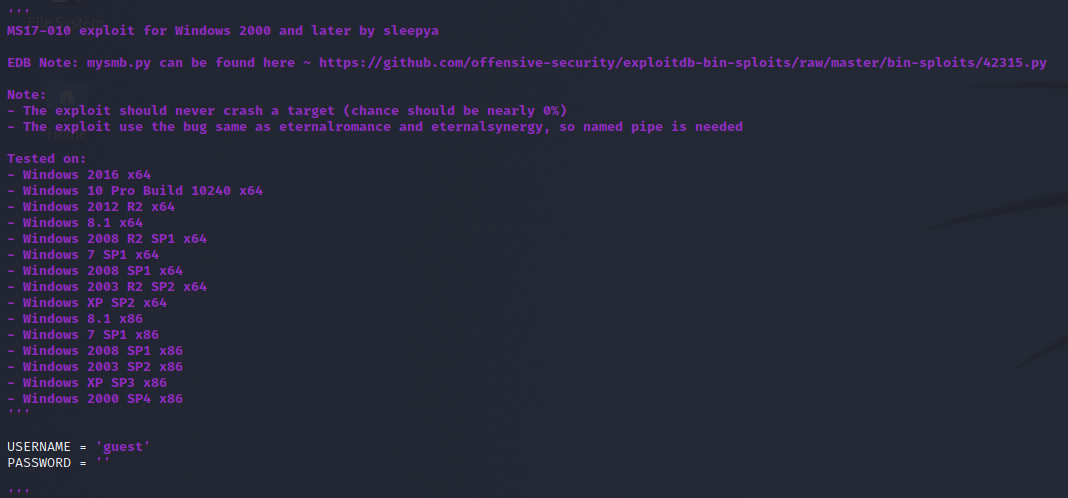 '''
File System
MS17-010 exploit for Windows 2000 and later by sleepya
EDB Note: mysmb.py can be found here ~ https://github.com/offensive-security/exploitdb-bin-sploits/raw/master/bin-sploits/42315.py
Note:
- The exploit should never crash a target (chance should be nearly 0%)
- The exploit use the bug same as eternalromance and eternalsynergy, so named pipe is needed
Home
Tested on:
- Windows 2016 x64
- Windows 10 Pro Build 10240 x64
- Windows 2012 R2 x64
- Windows 8.1 x64
- Windows 2008 R2 SP1 x64
- Windows 7 SP1 x64
- Windows 2008 SP1 x64
- Windows 2003 R2 SP2 x64
- Windows XP SP2 x64
- Windows 8.1 x86
- Windows 7 SP1 x86
- Windows 2008 SP1 x86
- Windows 2003 SP2 x86
- Windows XP SP3 x86
- Windows 2000 SP4 x86
'''
USERNAME = 'guest'
PASSWORD = ''
'''